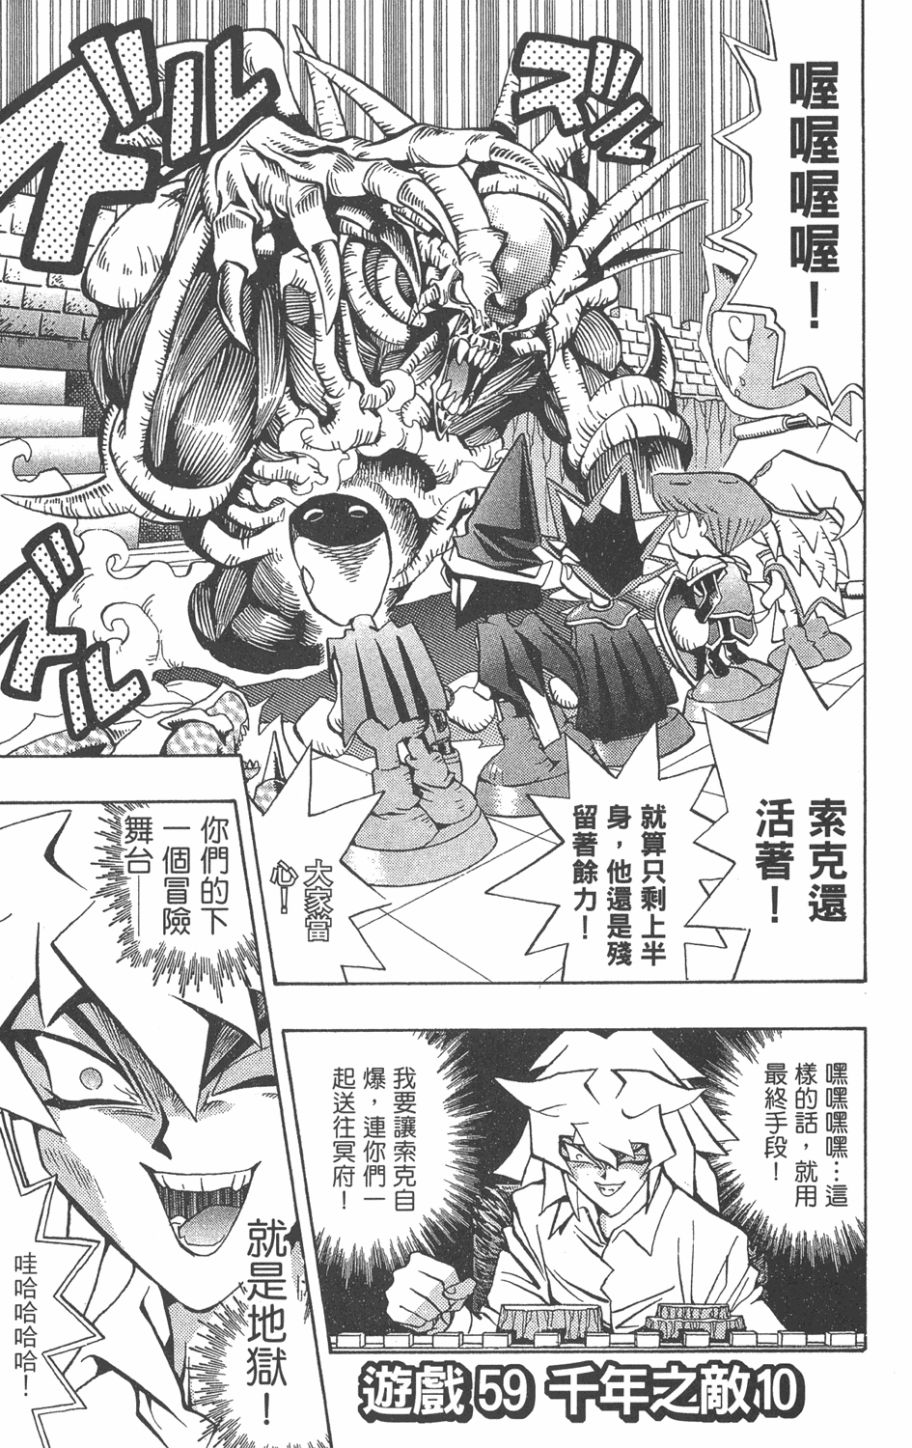 喔喔喔喔！
ズル
ドル
ズル
索克還
活著！
就算只剩上半
身，他還是殘
留著餘力！
大家當
心！
嘿嘿嘿嘿…這
樣的話，就用
最終手段！
我要讓索克自
爆，連你們一
起送往冥府！
你們的下
一個冒險
舞台—
就是地獄！
哇哈哈哈哈！
遊戲59 千年之敵10